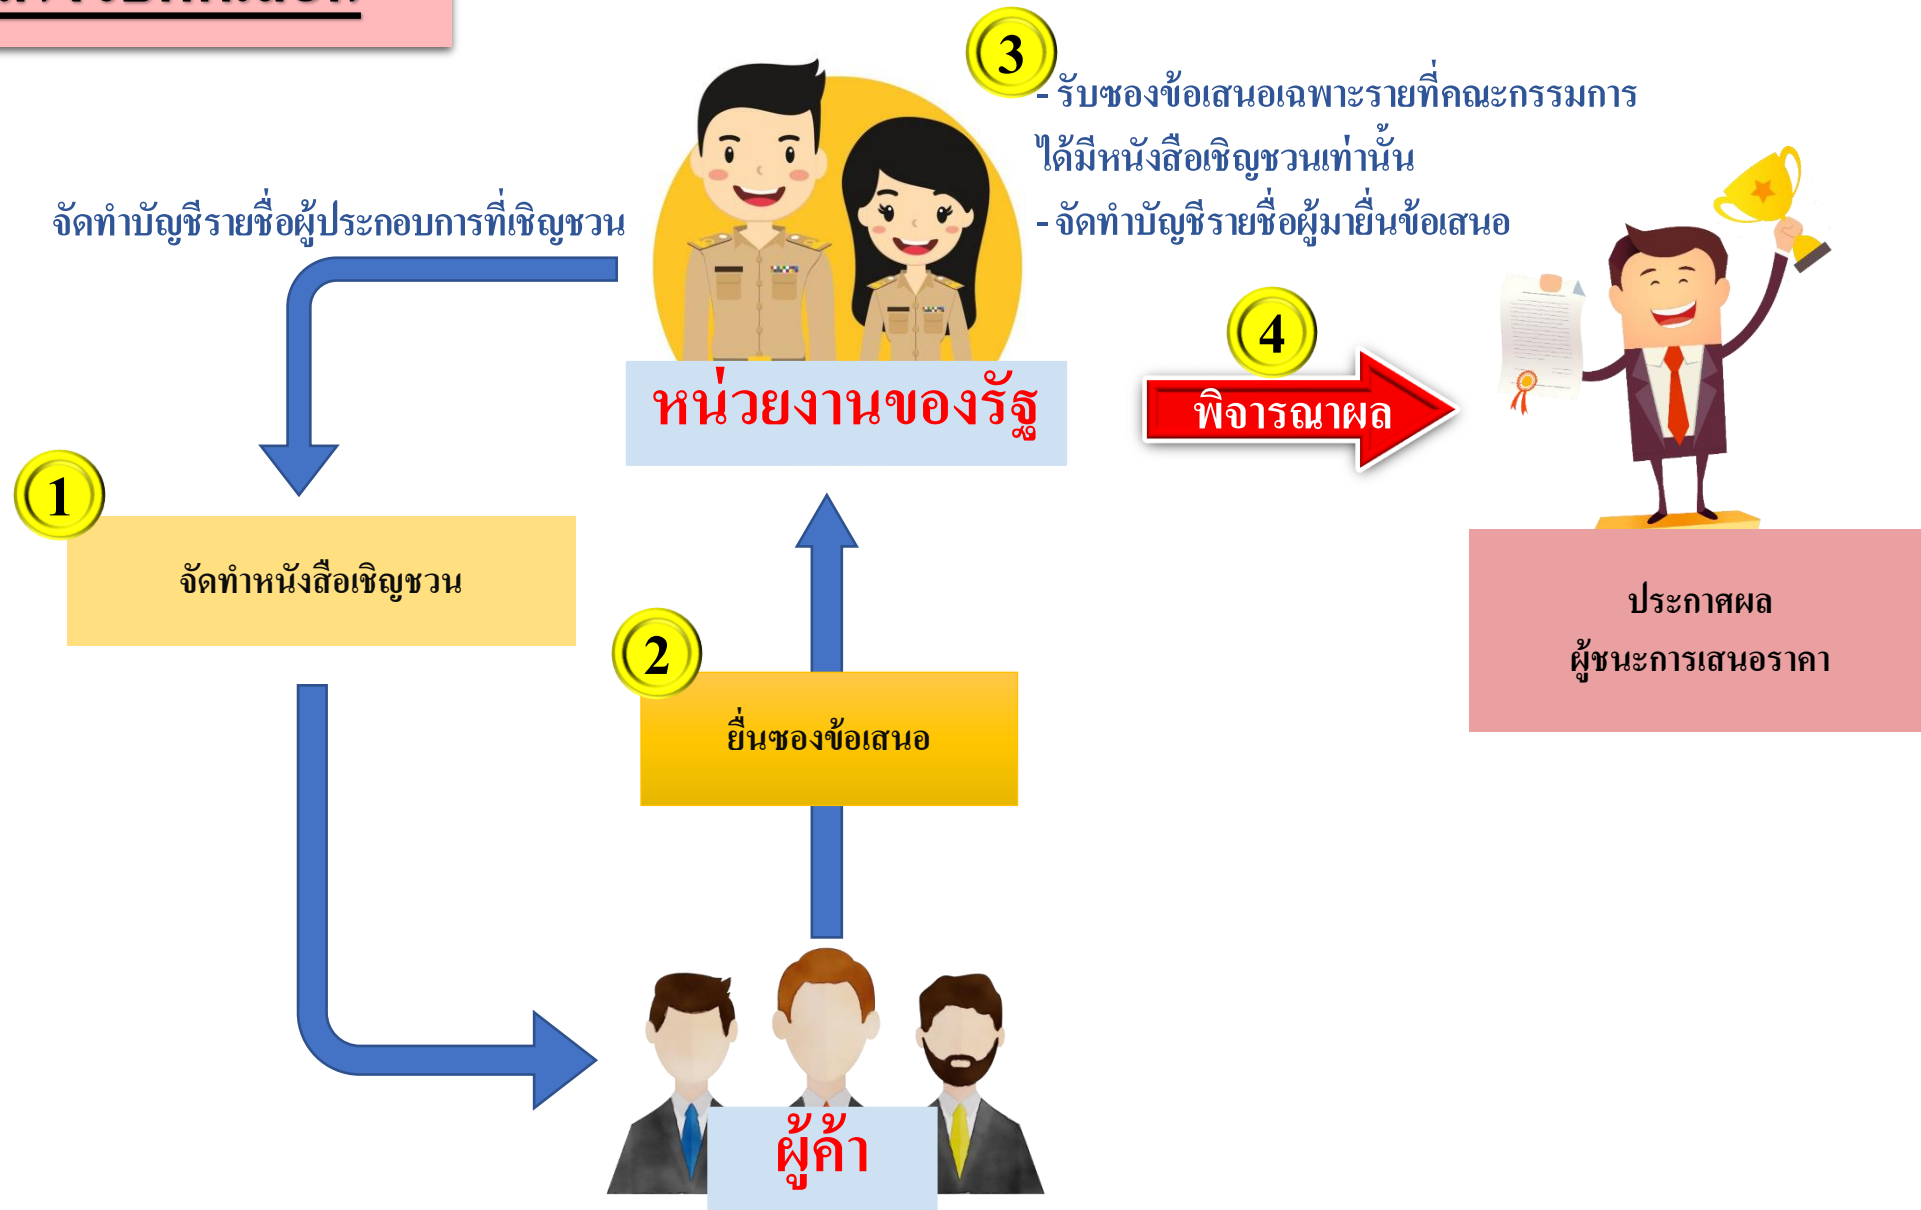 3
- รับซองข้อเสนอเฉพาะรายที่คณะกรรมการ
ได้มีหนังสือเชิญชวนเท่านั้น
- จัดทำบัญชีรายชื่อผู้มายื่นข้อเสนอ
จัดทำบัญชีรายชื่อผู้ประกอบการที่เชิญชวน
หน่วยงานของรัฐ
4
พิจารณาผล
1
จัดทำหนังสือเชิญชวน
2
ยื่นซองข้อเสนอ
ประกาศผล
ผู้ชนะการเสนอราคา
ผู้ค้า